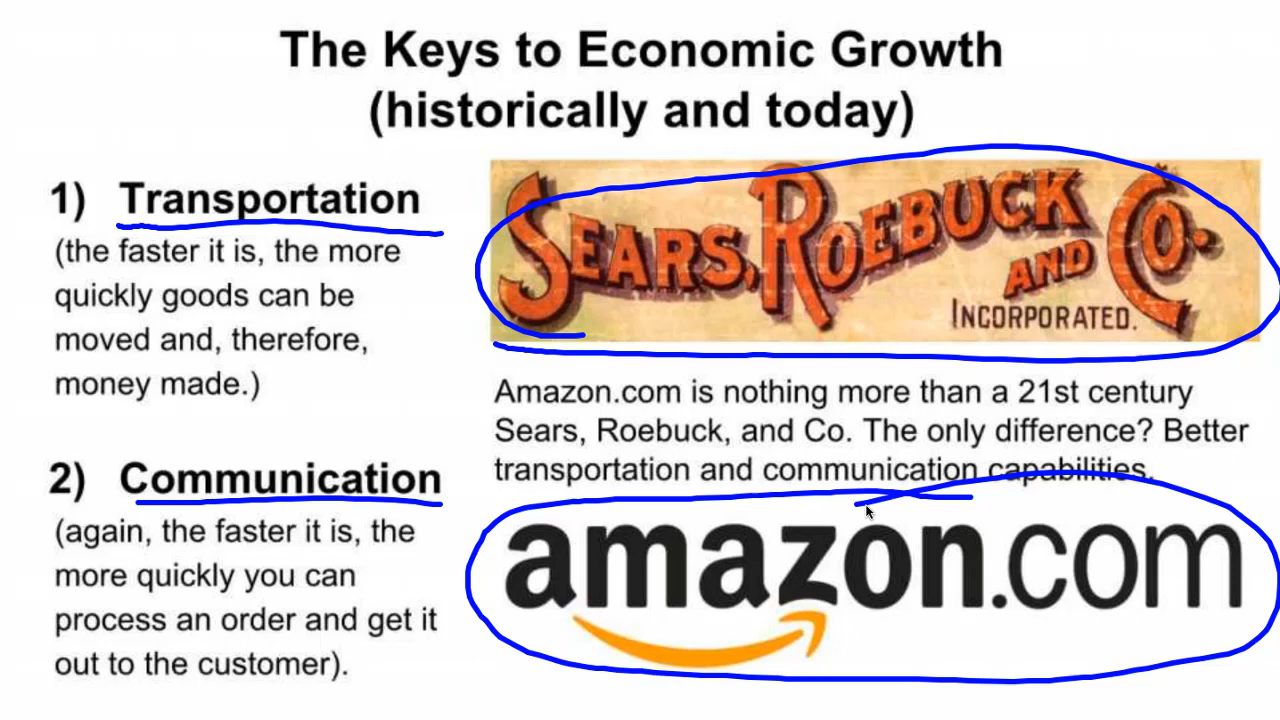 The Keys to Economic Growth
(historically and today)
1) Transportation
(the faster it is, the more
quickly goods can be
moved and, therefore,
money made.)
2) Communication
(again, the faster it is, the
more quickly you can
process an order and get it
out to the customer).
SEARS, ROEBUCK AND CO.
INCORPORATED.
Amazon.com is nothing more than a 21st century
Sears, Roebuck, and Co. The only difference? Better
transportation and communication capabilities.
amazon.com